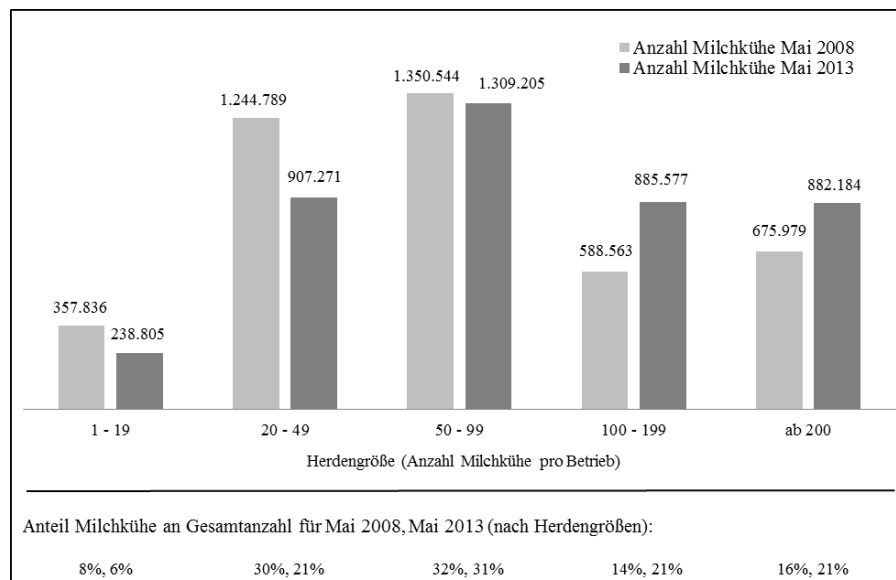 Anzahl Milchkühe Mai 2008
Anzahl Milchkühe Mai 2013
1.244.789
1.350.544
1.309.205
907.271
885.577
882.184
588.563
675.979
357.836
238.805
1 - 19 20 - 49 50 - 99 100 - 199 ab 200
Herdengröße (Anzahl Milchkühe pro Betrieb)
Anteil Milchkühe an Gesamtanzahl für Mai 2008, Mai 2013 (nach Herdengrößen):
8%, 6% 30%, 21% 32%, 31% 14%, 21% 16%, 21%